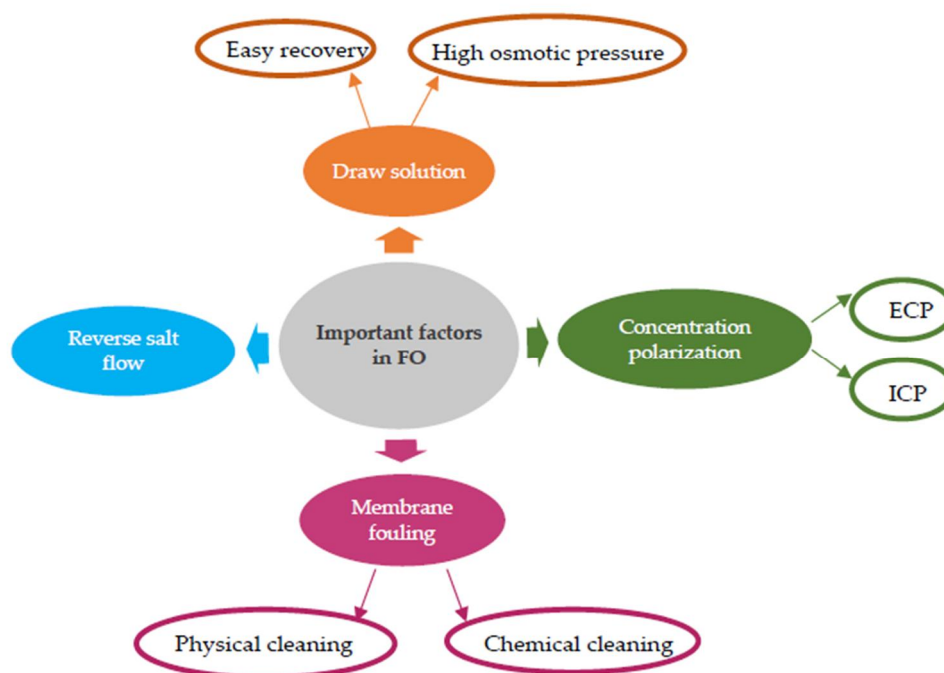 Easy recovery
High osmotic pressure
Draw solution
Reverse salt
flow
Important factors
in FO
Concentration
polarization
ECP
ICP
Membrane
fouling
Physical cleaning
Chemical cleaning